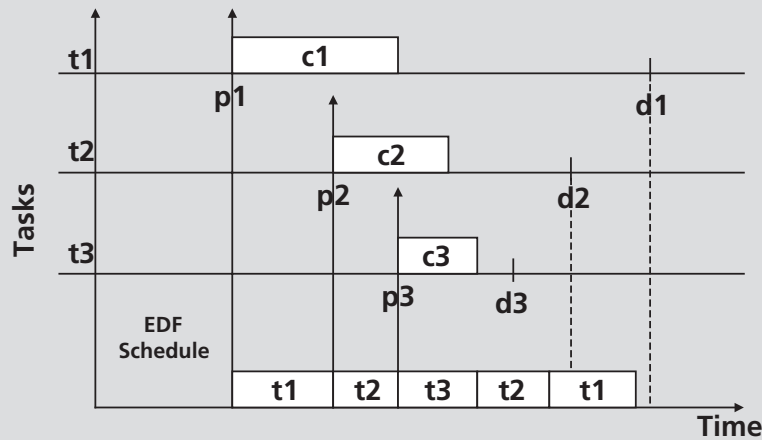 t1
c1
p1
d1
t2
c2
p2
d2
Tasks
t3
c3
p3
d3
EDF
Schedule
t1 t2 t3 t2 t1
Time